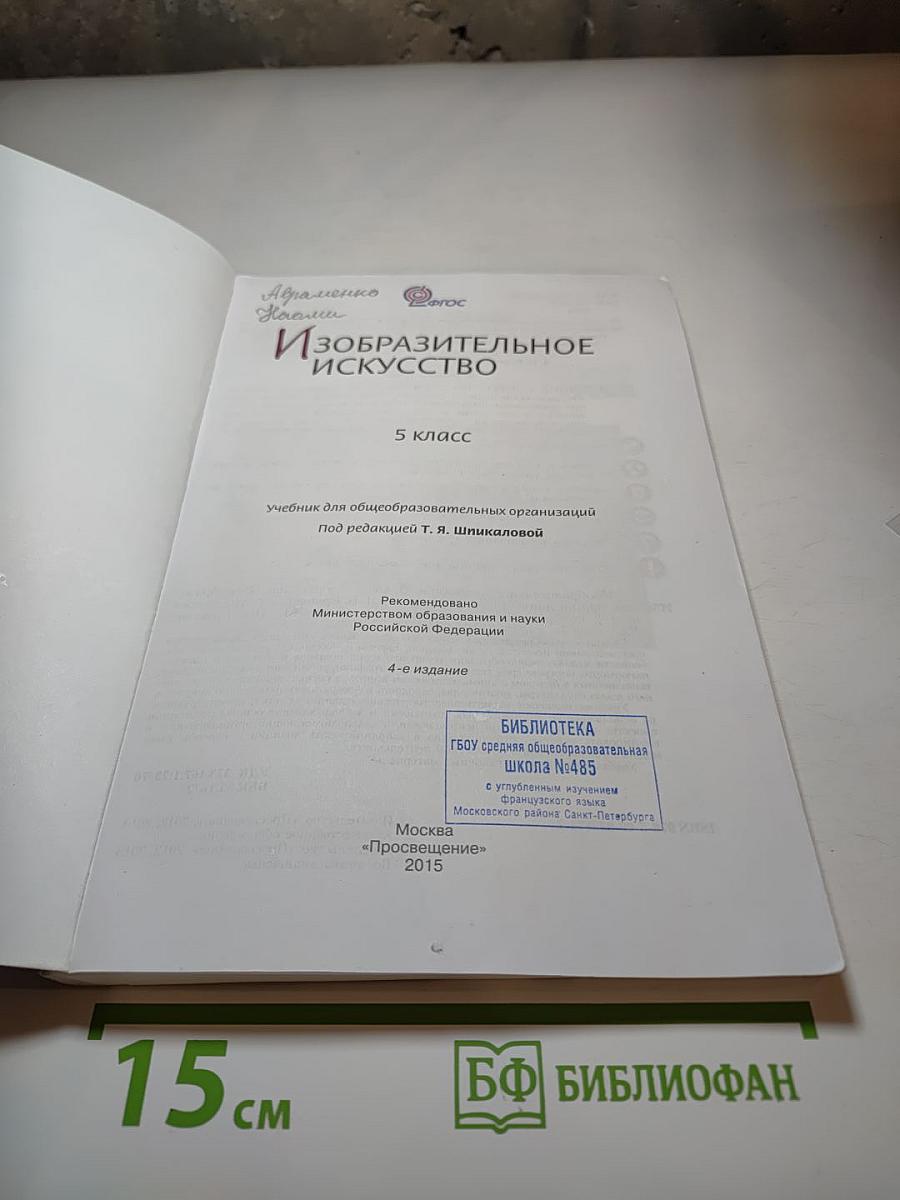 Авраменко
Наоми
ФГОС
ИЗОБРАЗИТЕЛЬНОЕ
ИСКУССТВО
5 класс
Учебник для общеобразовательных организаций
Под редакцией Т. Я. Шпикаловой
Рекомендовано
Министерством образования и науки
Российской Федерации
4-е издание
БИБЛИОТЕКА
ГБОУ средняя общеобразовательная
школа №485
с углубленным изучением
французского языка
Московского района Санкт-Петербурга
Москва
«Просвещение»
2015
15 см
БФ БИБЛИОФАН